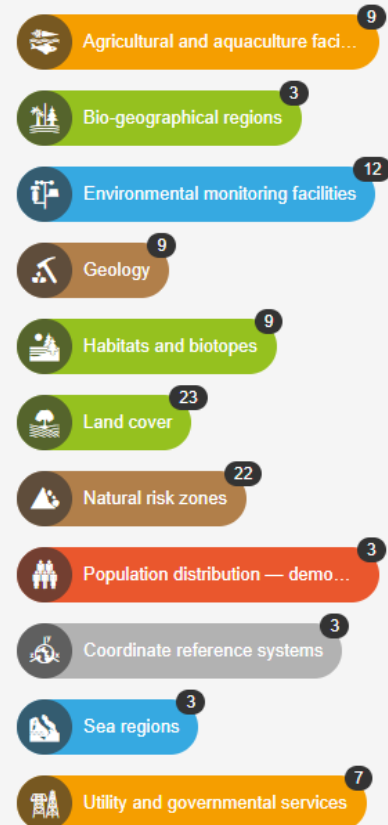 9
Agricultural and aquaculture faci...
3
Bio-geographical regions
12
Environmental monitoring facilities
9
Geology
9
Habitats and biotopes
23
Land cover
22
Natural risk zones
3
Population distribution — demo...
3
Coordinate reference systems
3
Sea regions
7
Utility and governmental services